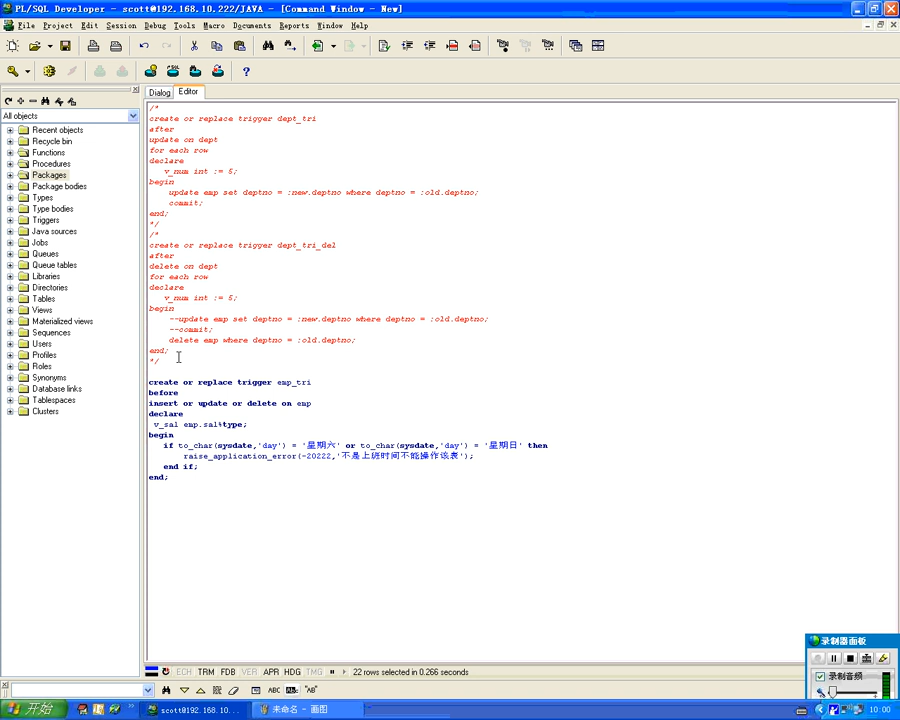 PL/SQL Developer - scott@192.168.10.222/JAVA - [Command Window - New]
File Project Edit Session Debug Tools Macro Documents Reports Window Help
Dialog Editor
All objects
Recent objects
Recycle bin
Functions
Procedures
Packages
Package bodies
Types
Type bodies
Triggers
Java sources
Jobs
Queues
Queue tables
Libraries
Directories
Tables
Views
Materialized views
Sequences
Users
Profiles
Roles
Synonyms
Database links
Tablespaces
Clusters
/*
create or replace trigger dept_tri
after
update on dept
for each row
declare
v_num int := 5;
begin
update emp set deptno = :new.deptno where deptno = :old.deptno;
commit;
end;
*/
/*
create or replace trigger dept_tri_del
after
delete on dept
for each row
declare
v_num int := 5;
begin
--update emp set deptno = :new.deptno where deptno = :old.deptno;
--commit;
delete emp where deptno = :old.deptno;
end;
*/
create or replace trigger emp_tri
before
insert or update or delete on emp
declare
v_sal emp.sal%type;
begin
if to_char(sysdate,'day') = '星期六' or to_char(sysdate,'day') = '星期日' then
raise_application_error(-20222,'不是上班时间不能操作该表');
end if;
end;
ECH TRM FDB VER APR HDG TMG 22 rows selected in 0.266 seconds
ABC "AB"
录制器面板
录制音频
开始 scott@192.168.10... 未命名 - 画图 10:00